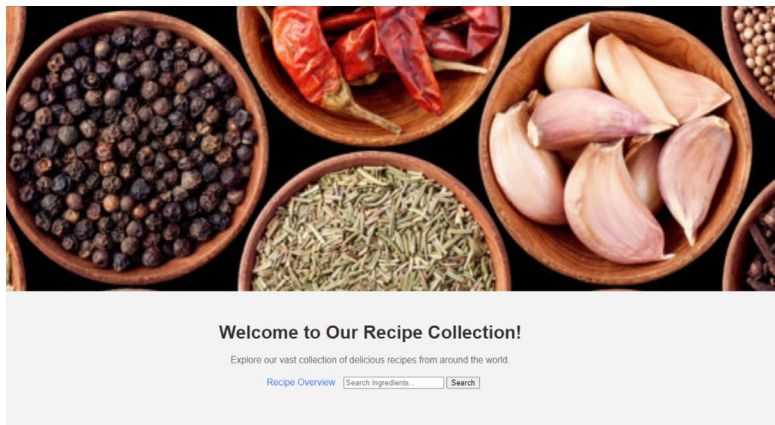 Welcome to Our Recipe Collection!
Explore our vast collection of delicious recipes from around the world.
Recipe Overview Search ingredients... Search